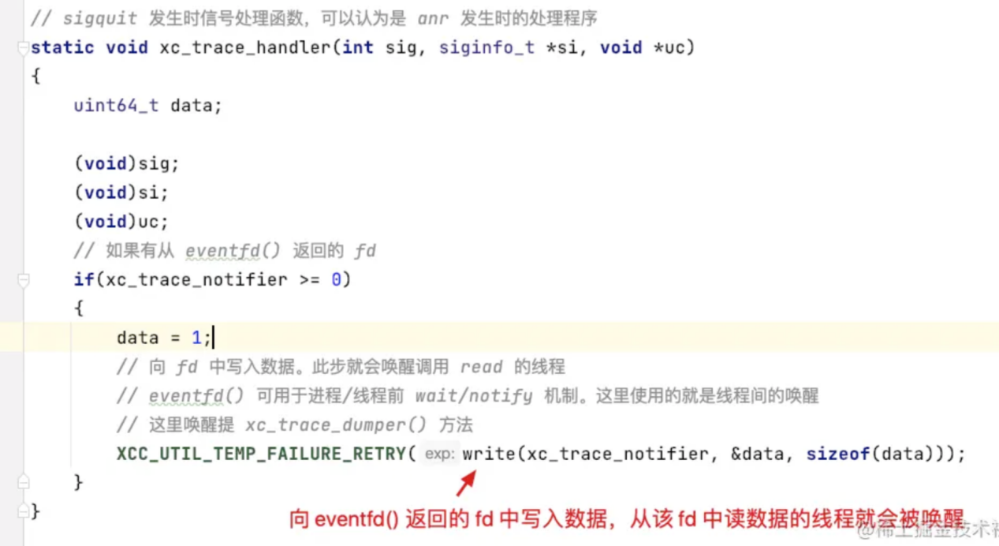 // sigquit 发生时信号处理函数，可以认为是 anr 发生时的处理程序
static void xc_trace_handler(int sig, siginfo_t *si, void *uc)
{
uint64_t data;
(void)sig;
(void)si;
(void)uc;
// 如果有从 eventfd() 返回的 fd
if(xc_trace_notifier >= 0)
{
data = 1;
// 向 fd 中写入数据。此步就会唤醒调用 read 的线程
// eventfd() 可用于进程/线程前 wait/notify 机制。这里使用的就是线程间的唤醒
// 这里唤醒提 xc_trace_dumper() 方法
XCC_UTIL_TEMP_FAILURE_RETRY( exp: write(xc_trace_notifier, &data, sizeof(data)));
}
}
向 eventfd() 返回的 fd 中写入数据，从该 fd 中读数据的线程就会被唤醒
@稀土掘金技术社